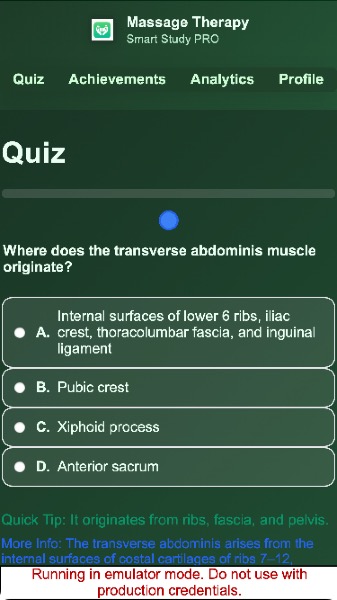 Massage Therapy
Smart Study PRO
Quiz Achievements Analytics Profile
Quiz
Where does the transverse abdominis muscle
originate?
Internal surfaces of lower 6 ribs, iliac
A. crest, thoracolumbar fascia, and inguinal
ligament
B. Pubic crest
C. Xiphoid process
D. Anterior sacrum
Quick Tip: It originates from ribs, fascia, and pelvis.
More Info: The transverse abdominis arises from the
internal surfaces of costal cartilages of ribs 7–12,
Running in emulator mode. Do not use with
production credentials.